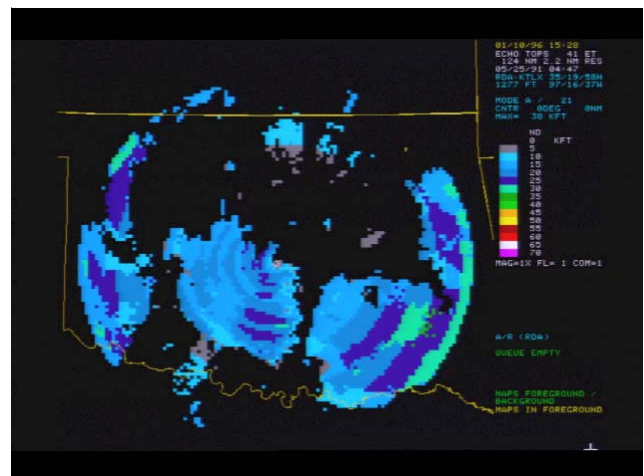 01/10/96 15:28
ECHO TOPS 41 ET
124 NM 2.2 NM RES
05/25/91 04:47
RDA-KTLX 35/19/58N
1277 FT 97/16/37W
MODE A / 21
CNTR 0DEG 0NM
MAX= 38 KFT
ND
0 KFT
5
10
15
20
25
30
35
40
45
50
55
60
65
70
MAG=1X FL= 1 COM=1
A/R (RDA)
QUEUE EMPTY
MAPS FOREGROUND /
BACKGROUND
MAPS IN FOREGROUND